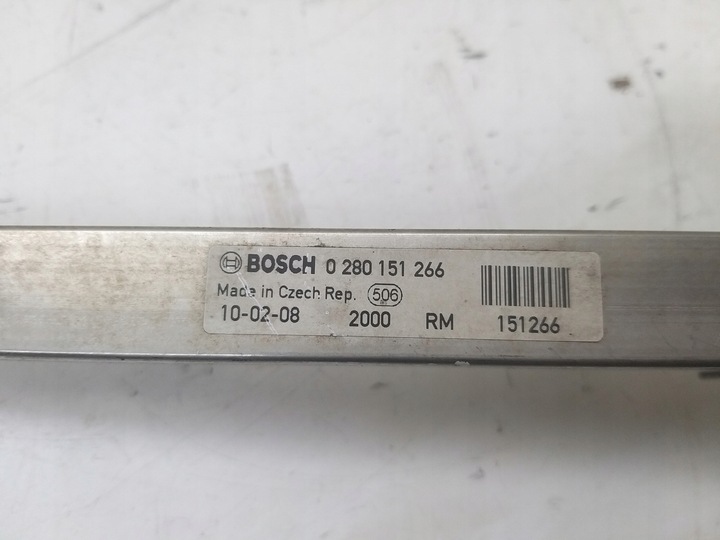 BOSCH 0 280 151 266
Made in Czech Rep. 506
10-02-08 2000 RM 151266